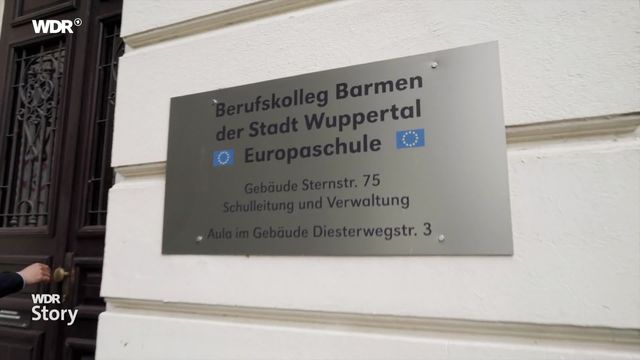 WDR
Berufskolleg Barmen
der Stadt Wuppertal
Europaschule
Gebäude Sternstr. 75
Schulleitung und Verwaltung
Aula im Gebäude Diesterwegstr. 3
WDR
Story